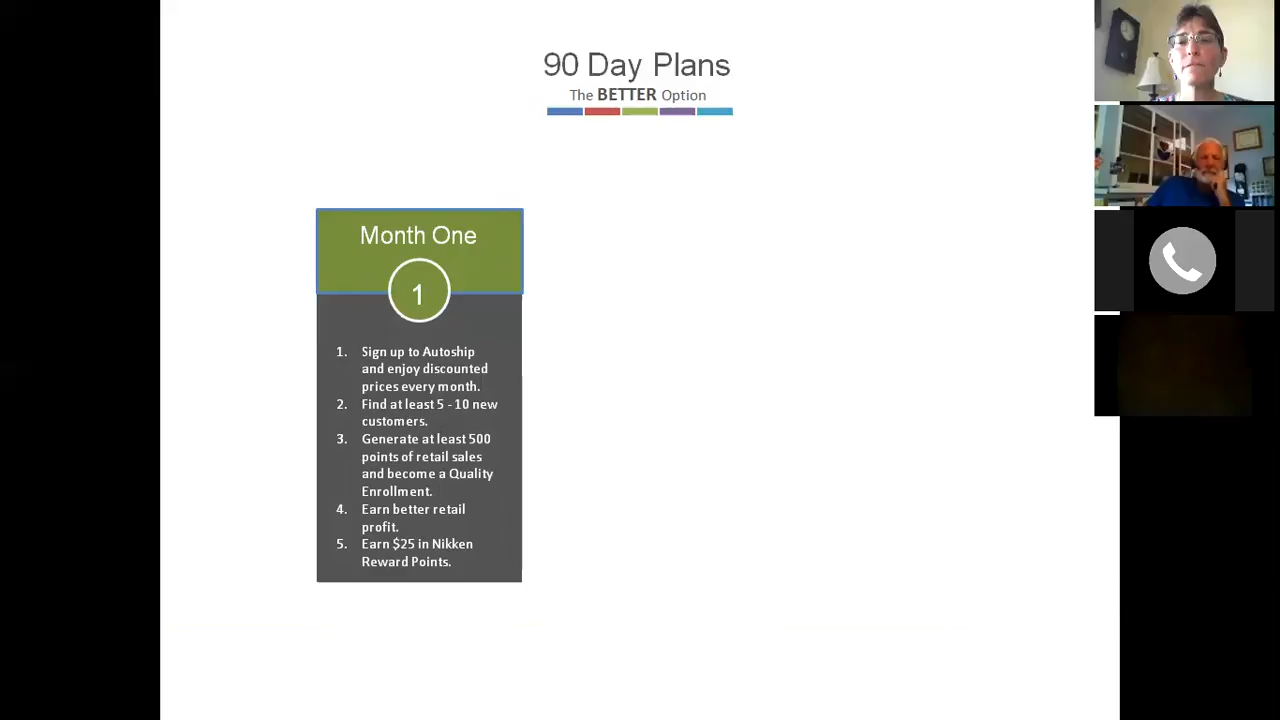 90 Day Plans
The BETTER Option
Month One
1
1. Sign up to Autoship
and enjoy discounted
prices every month.
2. Find at least 5 - 10 new
customers.
3. Generate at least 500
points of retail sales
and become a Quality
Enrollment.
4. Earn better retail
profit.
5. Earn $25 in Nikken
Reward Points.